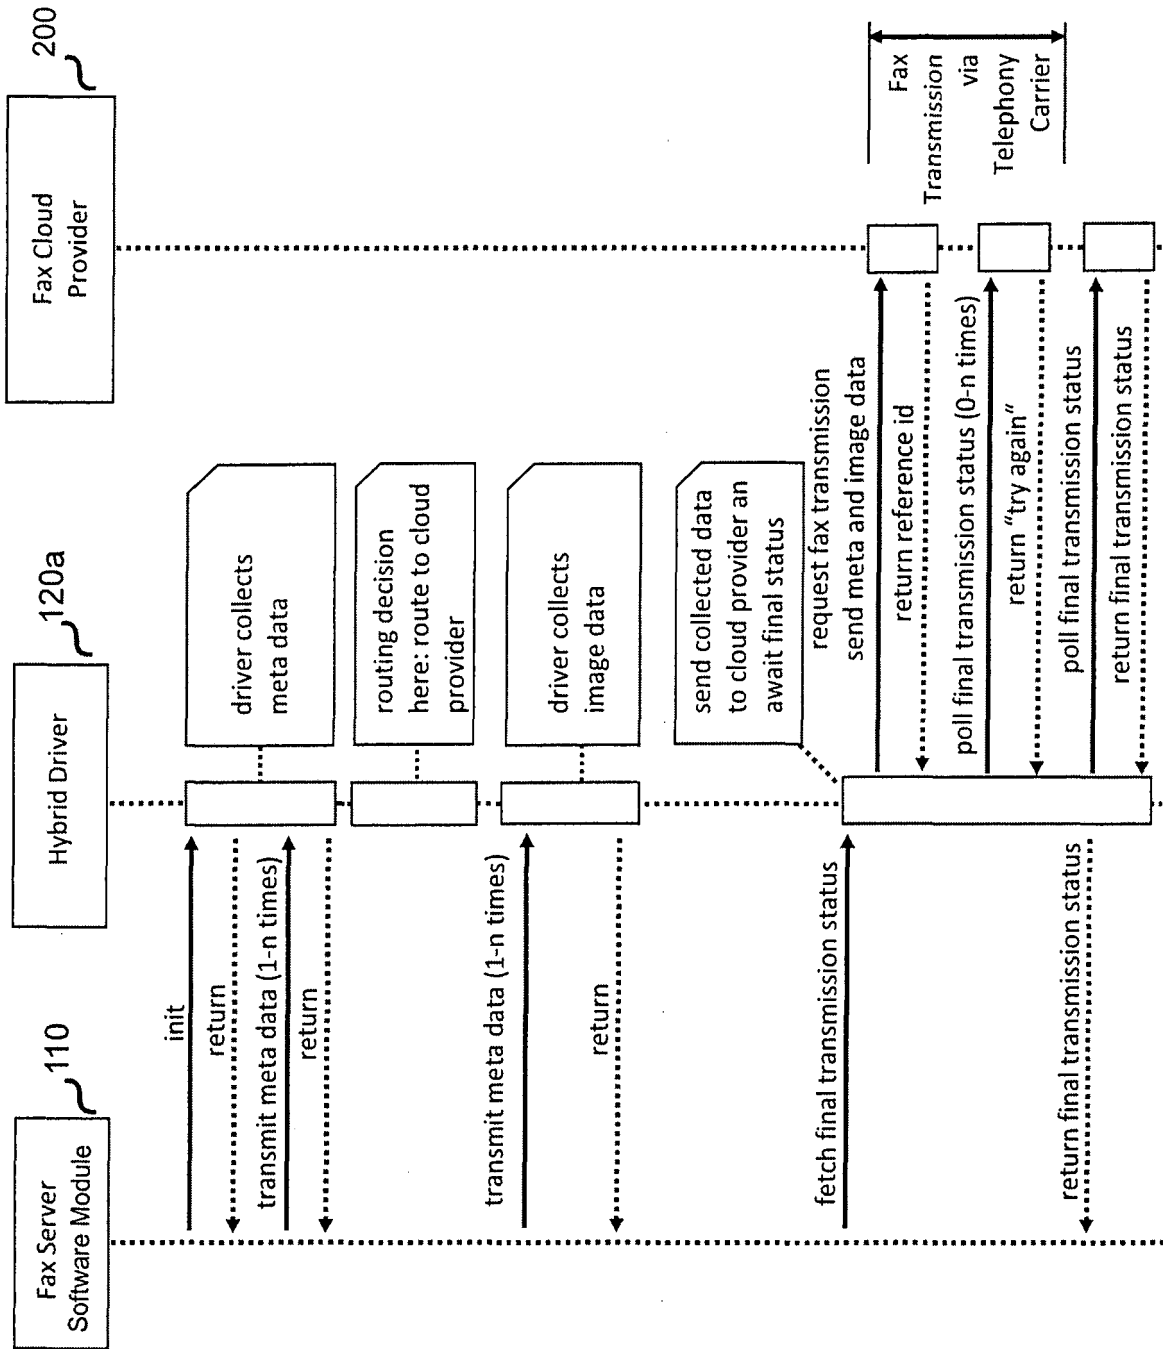 Fax Server
Software Module
110
Hybrid Driver
120a
Fax Cloud
Provider
200
init
return
transmit meta data (1-n times)
return
driver collects
meta data
routing decision
here: route to cloud
provider
transmit meta data (1-n times)
return
driver collects
image data
send collected data
to cloud provider an
await final status
fetch final transmission status
request fax transmission
send meta and image data
return reference id
poll final transmission status (0-n times)
return "try again“
poll final transmission status
return final transmission status
return final transmission status
Fax
Transmission
via
Telephony
Carrier